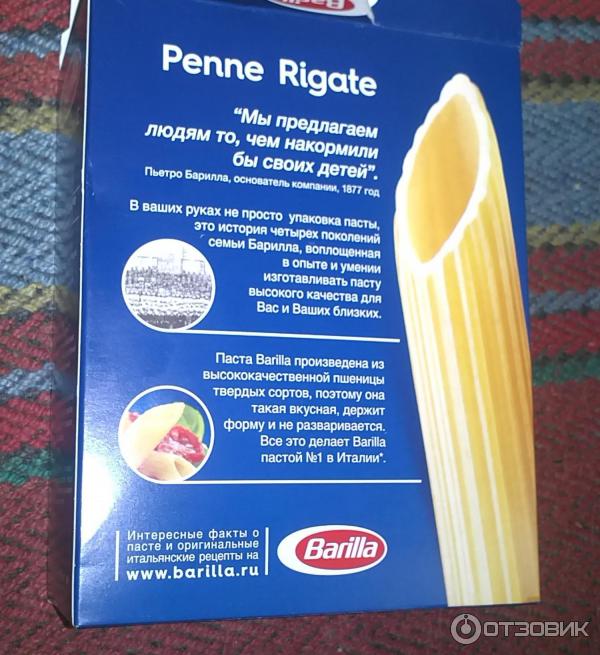 Barilla
Penne Rigate
“Мы предлагаем
людям то, чем накормили
бы своих детей”.
Пьетро Барилла, основатель компании, 1877 год
В ваших руках не просто упаковка пасты,
это история четырех поколений
семьи Барилла, воплощенная
в опыте и умении
изготавливать пасту
высокого качества для
Вас и Ваших близких.
Паста Barilla произведена из
высококачественной пшеницы
твердых сортов, поэтому она
такая вкусная, держит
форму и не разваривается.
Все это делает Barilla
пастой №1 в Италии*.
Интересные факты о
пасте и оригинальные
итальянские рецепты на
www.barilla.ru
Barilla
ОТЗОВИК